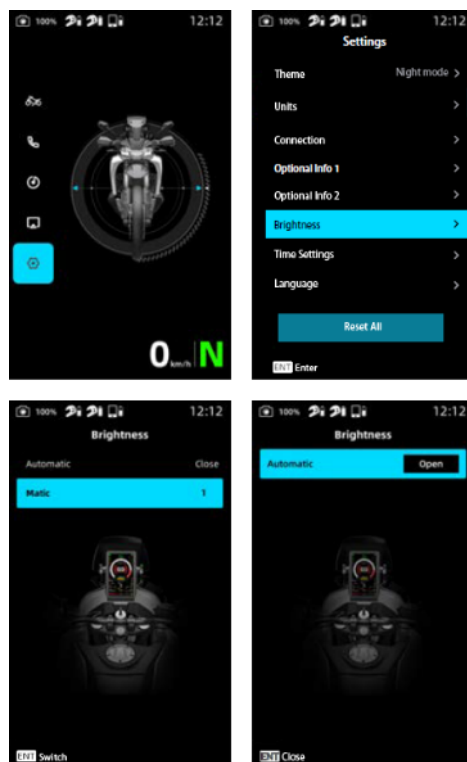 100% 12:12
0 km/h N
100% 12:12
Settings
Theme Night mode >
Units >
Connection >
Optional Info 1 >
Optional Info 2 >
Brightness >
Time Settings >
Language >
Reset All
ENT Enter
100% 12:12
Brightness
Automatic Close
Matic 1
ENT Switch
100% 12:12
Brightness
Automatic Open
ENT Close